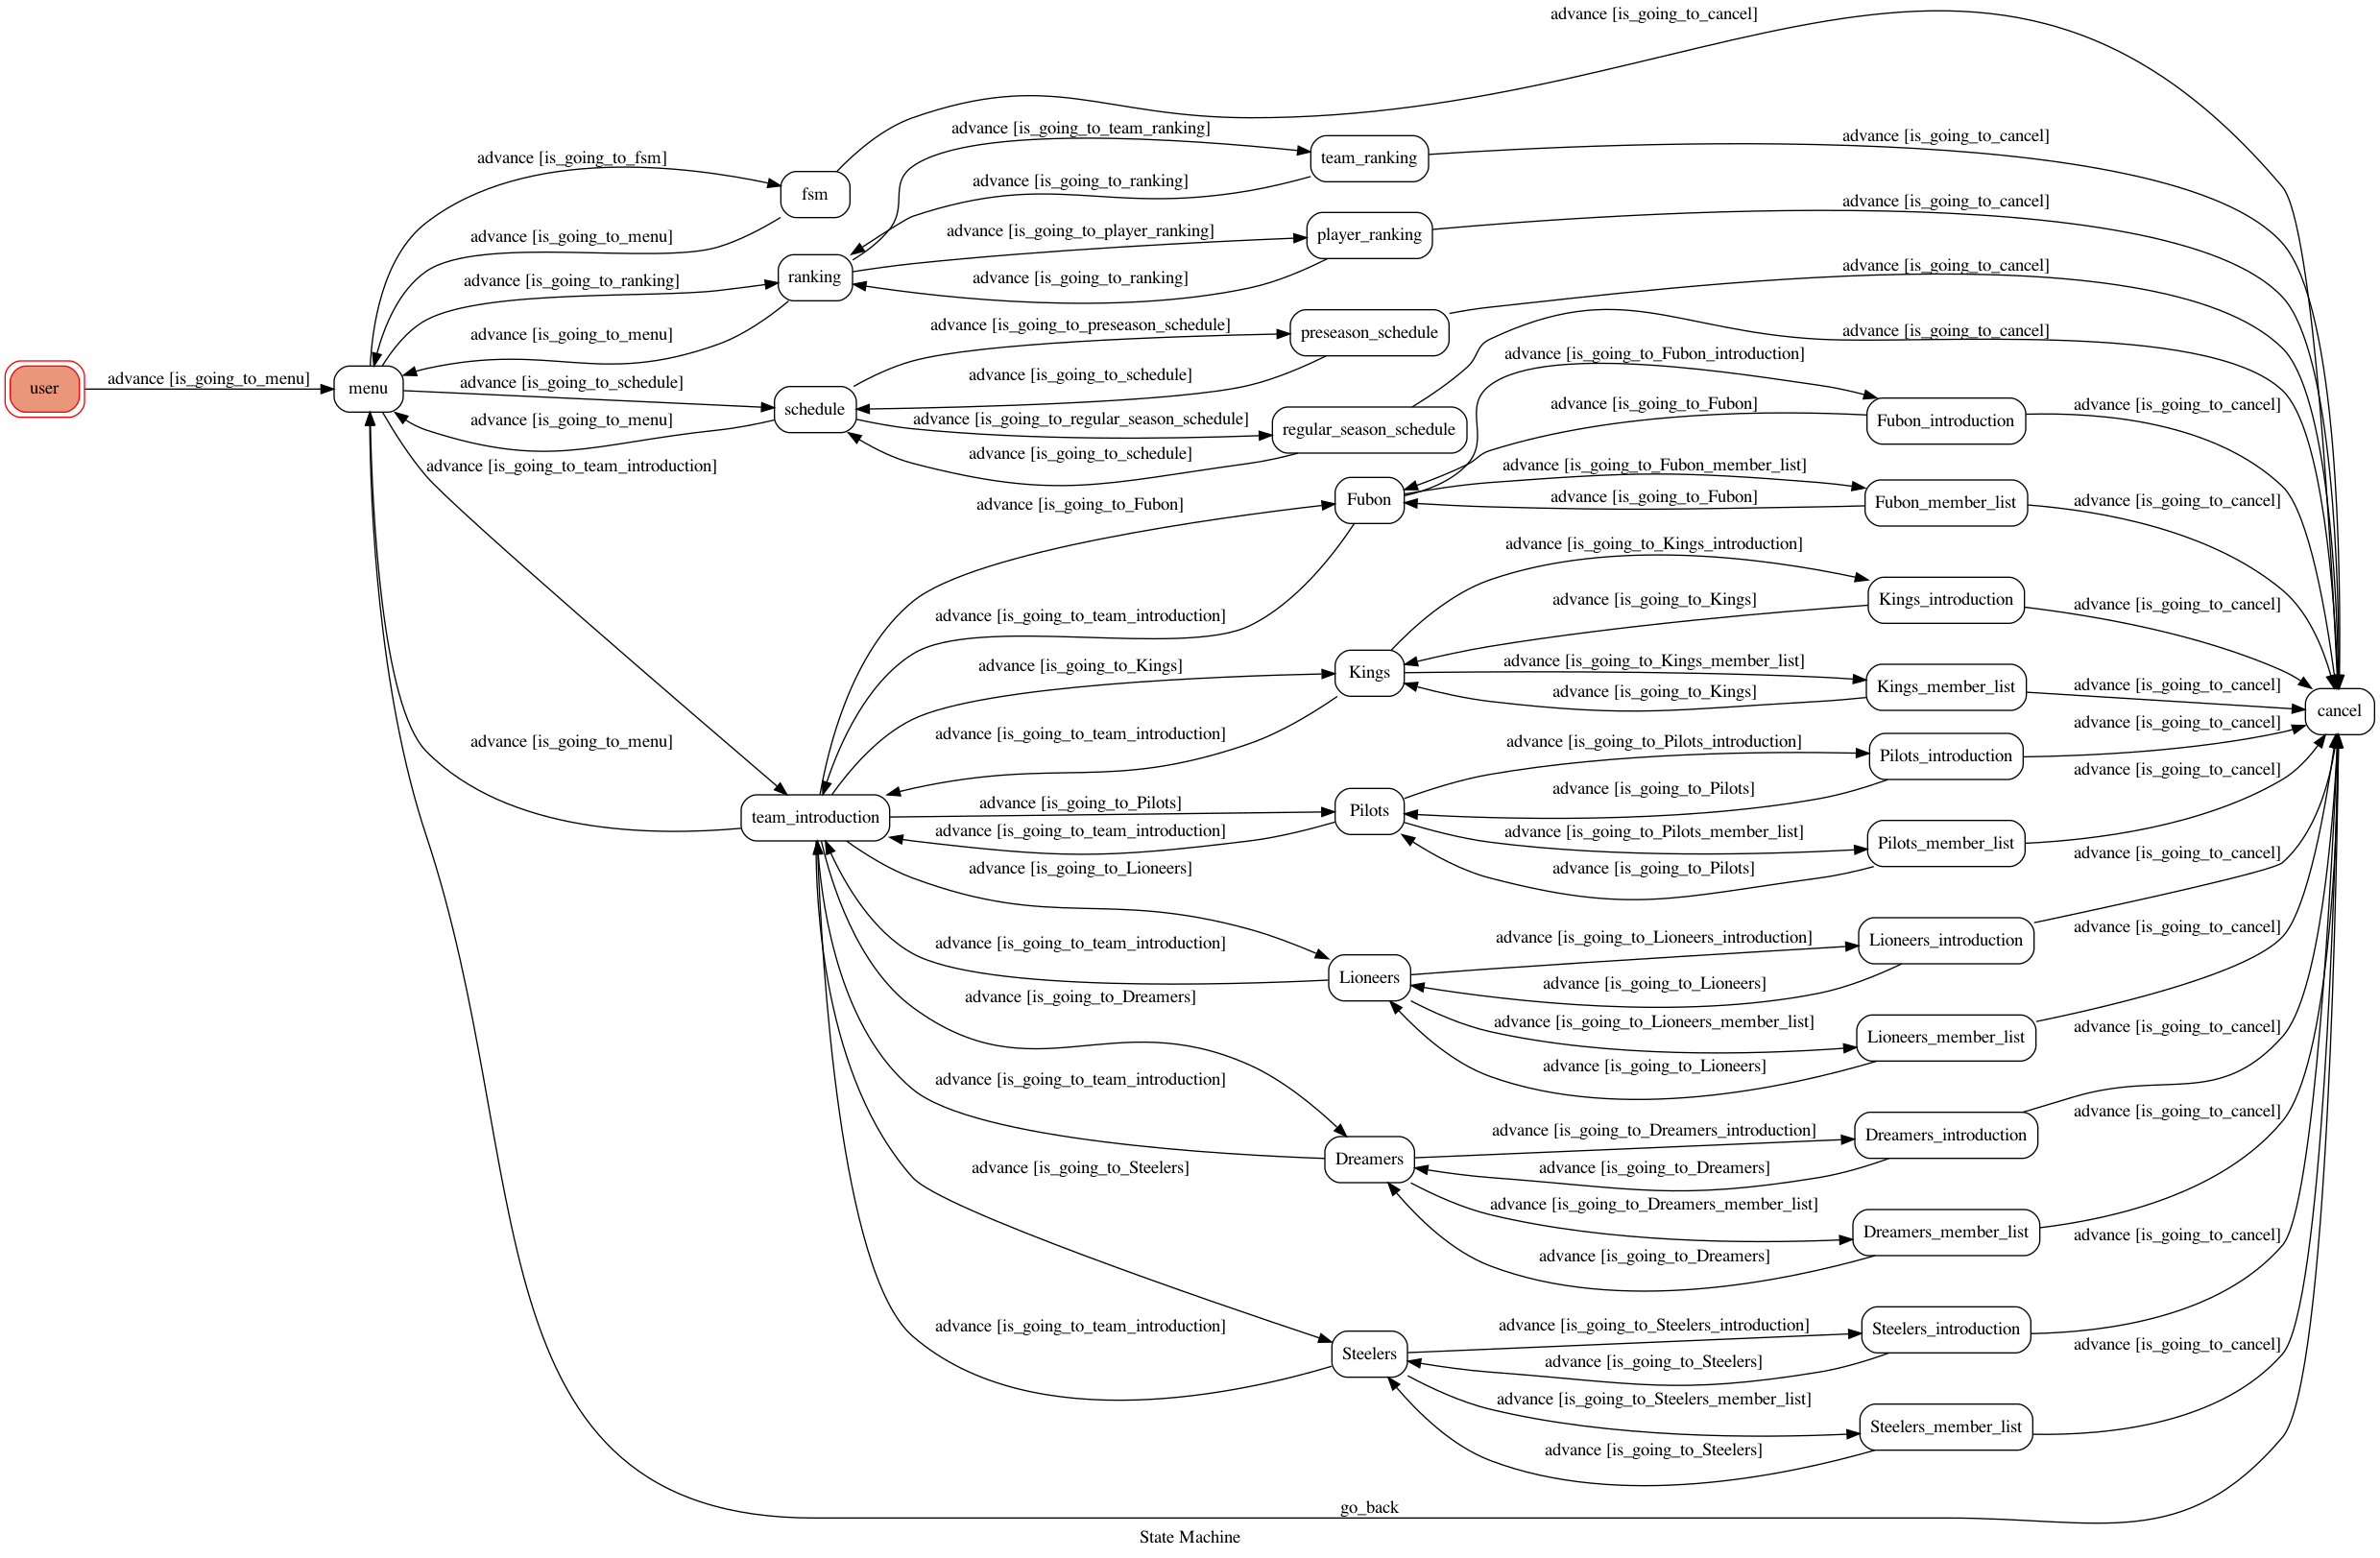 advance [is_going_to_cancel]
advance [is_going_to_team_ranking]
advance [is_going_to_cancel]
advance [is_going_to_fsm]
team_ranking
fsm
advance [is_going_to_ranking]
advance [is_going_to_cancel]
advance [is_going_to_menu]
advance [is_going_to_player_ranking]
player_ranking
advance [is_going_to_ranking]
ranking
advance [is_going_to_ranking]
advance [is_going_to_cancel]
advance [is_going_to_menu]
advance [is_going_to_preseason_schedule]
preseason_schedule
advance [is_going_to_cancel]
advance [is_going_to_Fubon_introduction]
user
advance [is_going_to_menu]
menu
advance [is_going_to_schedule]
advance [is_going_to_schedule]
schedule
advance [is_going_to_menu]
advance [is_going_to_regular_season_schedule]
regular_season_schedule
advance [is_going_to_Fubon]
Fubon_introduction
advance [is_going_to_cancel]
advance [is_going_to_schedule]
advance [is_going_to_team_introduction]
advance [is_going_to_Fubon_member_list]
advance [is_going_to_Fubon]
Fubon
advance [is_going_to_Fubon]
Fubon_member_list
advance [is_going_to_cancel]
advance [is_going_to_Kings_introduction]
advance [is_going_to_team_introduction]
advance [is_going_to_Kings]
Kings_introduction
advance [is_going_to_cancel]
advance [is_going_to_Kings]
Kings
advance [is_going_to_Kings_member_list]
advance [is_going_to_Kings]
Kings_member_list
advance [is_going_to_cancel]
cancel
advance [is_going_to_menu]
advance [is_going_to_team_introduction]
advance [is_going_to_Pilots_introduction]
Pilots_introduction
advance [is_going_to_cancel]
team_introduction
advance [is_going_to_Pilots]
Pilots
advance [is_going_to_Pilots]
advance [is_going_to_cancel]
advance [is_going_to_team_introduction]
advance [is_going_to_Pilots_member_list]
Pilots_member_list
advance [is_going_to_Lioneers]
advance [is_going_to_Pilots]
advance [is_going_to_cancel]
advance [is_going_to_team_introduction]
advance [is_going_to_Lioneers_introduction]
Lioneers_introduction
advance [is_going_to_cancel]
Lioneers
advance [is_going_to_Lioneers]
advance [is_going_to_Dreamers]
advance [is_going_to_Lioneers_member_list]
Lioneers_member_list
advance [is_going_to_cancel]
advance [is_going_to_Lioneers]
advance [is_going_to_team_introduction]
advance [is_going_to_Dreamers_introduction]
Dreamers_introduction
advance [is_going_to_cancel]
Dreamers
advance [is_going_to_Dreamers]
advance [is_going_to_Steelers]
advance [is_going_to_Dreamers_member_list]
Dreamers_member_list
advance [is_going_to_cancel]
advance [is_going_to_Dreamers]
advance [is_going_to_team_introduction]
advance [is_going_to_Steelers_introduction]
Steelers_introduction
advance [is_going_to_cancel]
Steelers
advance [is_going_to_Steelers]
advance [is_going_to_Steelers_member_list]
Steelers_member_list
advance [is_going_to_Steelers]
go_back
State Machine